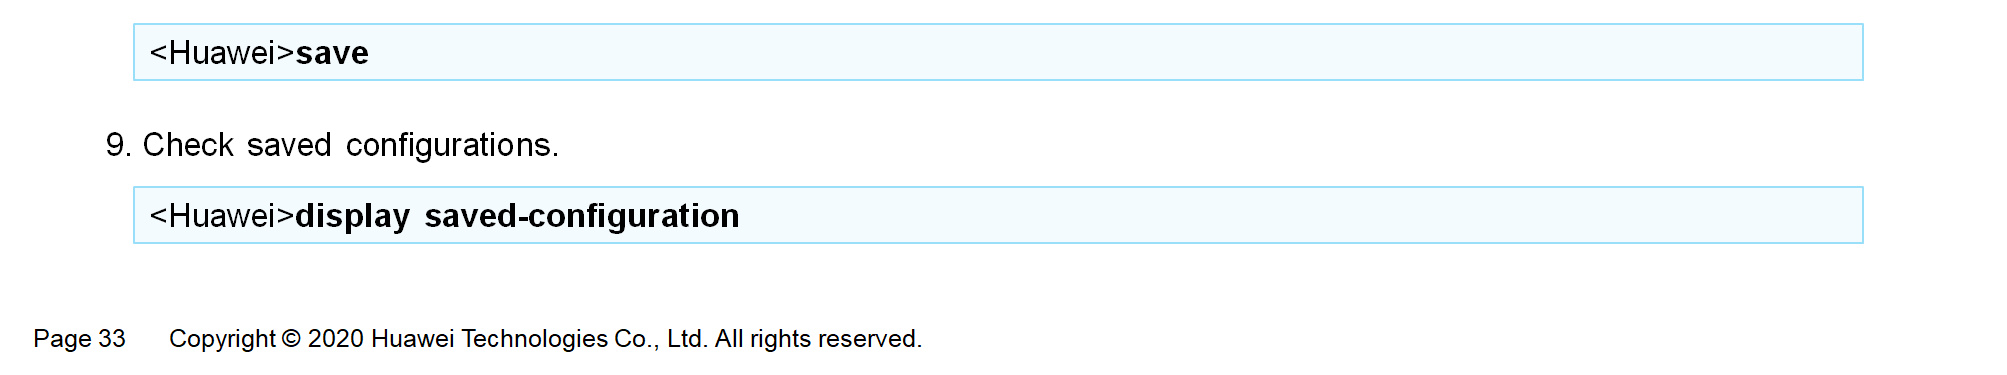 <Huawei>save
9. Check saved configurations.
<Huawei>display saved-configuration
Page 33 Copyright © 2020 Huawei Technologies Co., Ltd. All rights reserved.